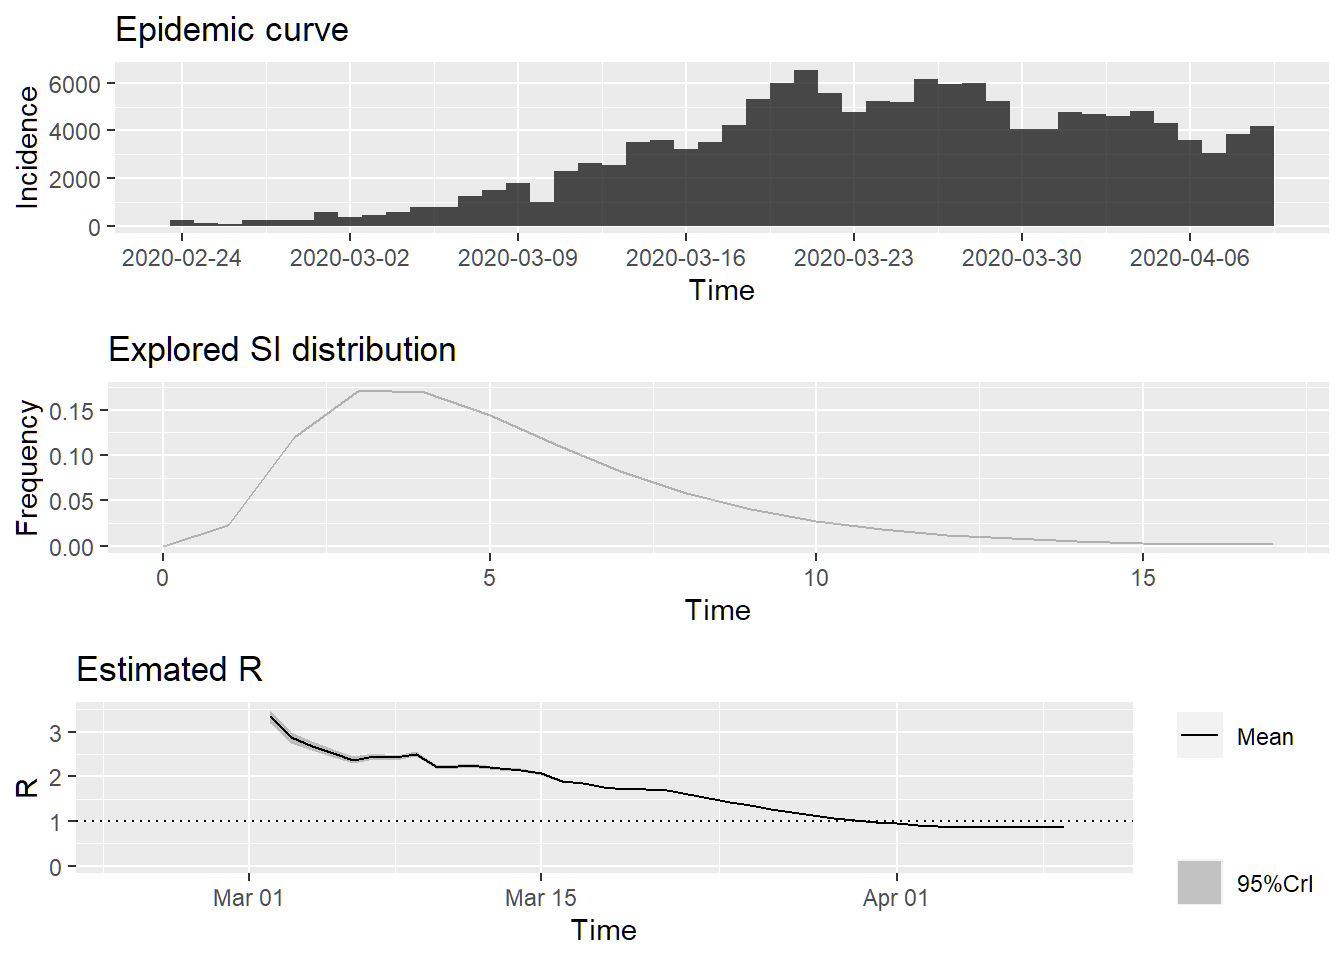 Epidemic curve
Incidence
6000
4000
2000
0
2020-02-24 2020-03-02 2020-03-09 2020-03-16 2020-03-23 2020-03-30 2020-04-06
Time
Explored SI distribution
Frequency
0.15
0.10
0.05
0.00
0 5 10 15
Time
Estimated R
R
3
2
1
0
Mar 01 Mar 15 Apr 01
Time
Mean
95%CrI